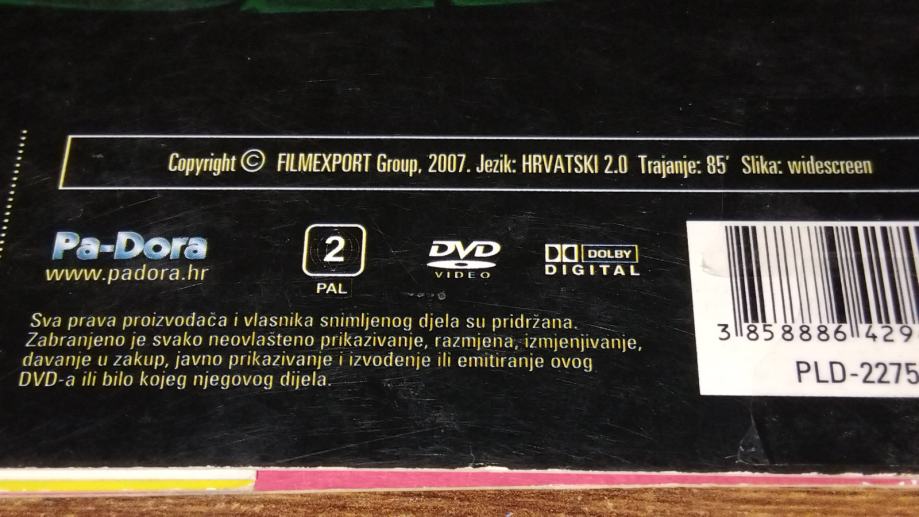 Copyright © FILMEXPORT Group, 2007. Jezik: HRVATSKI 2.0 Trajanje: 85' Slika: widescreen
Pa-Dora
www.padora.hr
2
PAL
DVD
VIDEO
DOLBY
DIGITAL
Sva prava proizvođača i vlasnika snimljenog djela su pridržana.
Zabranjeno je svako neovlašteno prikazivanje, razmjena, izmjenjivanje,
davanje u zakup, javno prikazivanje i izvođenje ili emitiranje ovog
DVD-a ili bilo kojeg njegovog dijela.
3 858886 429
PLD-2275